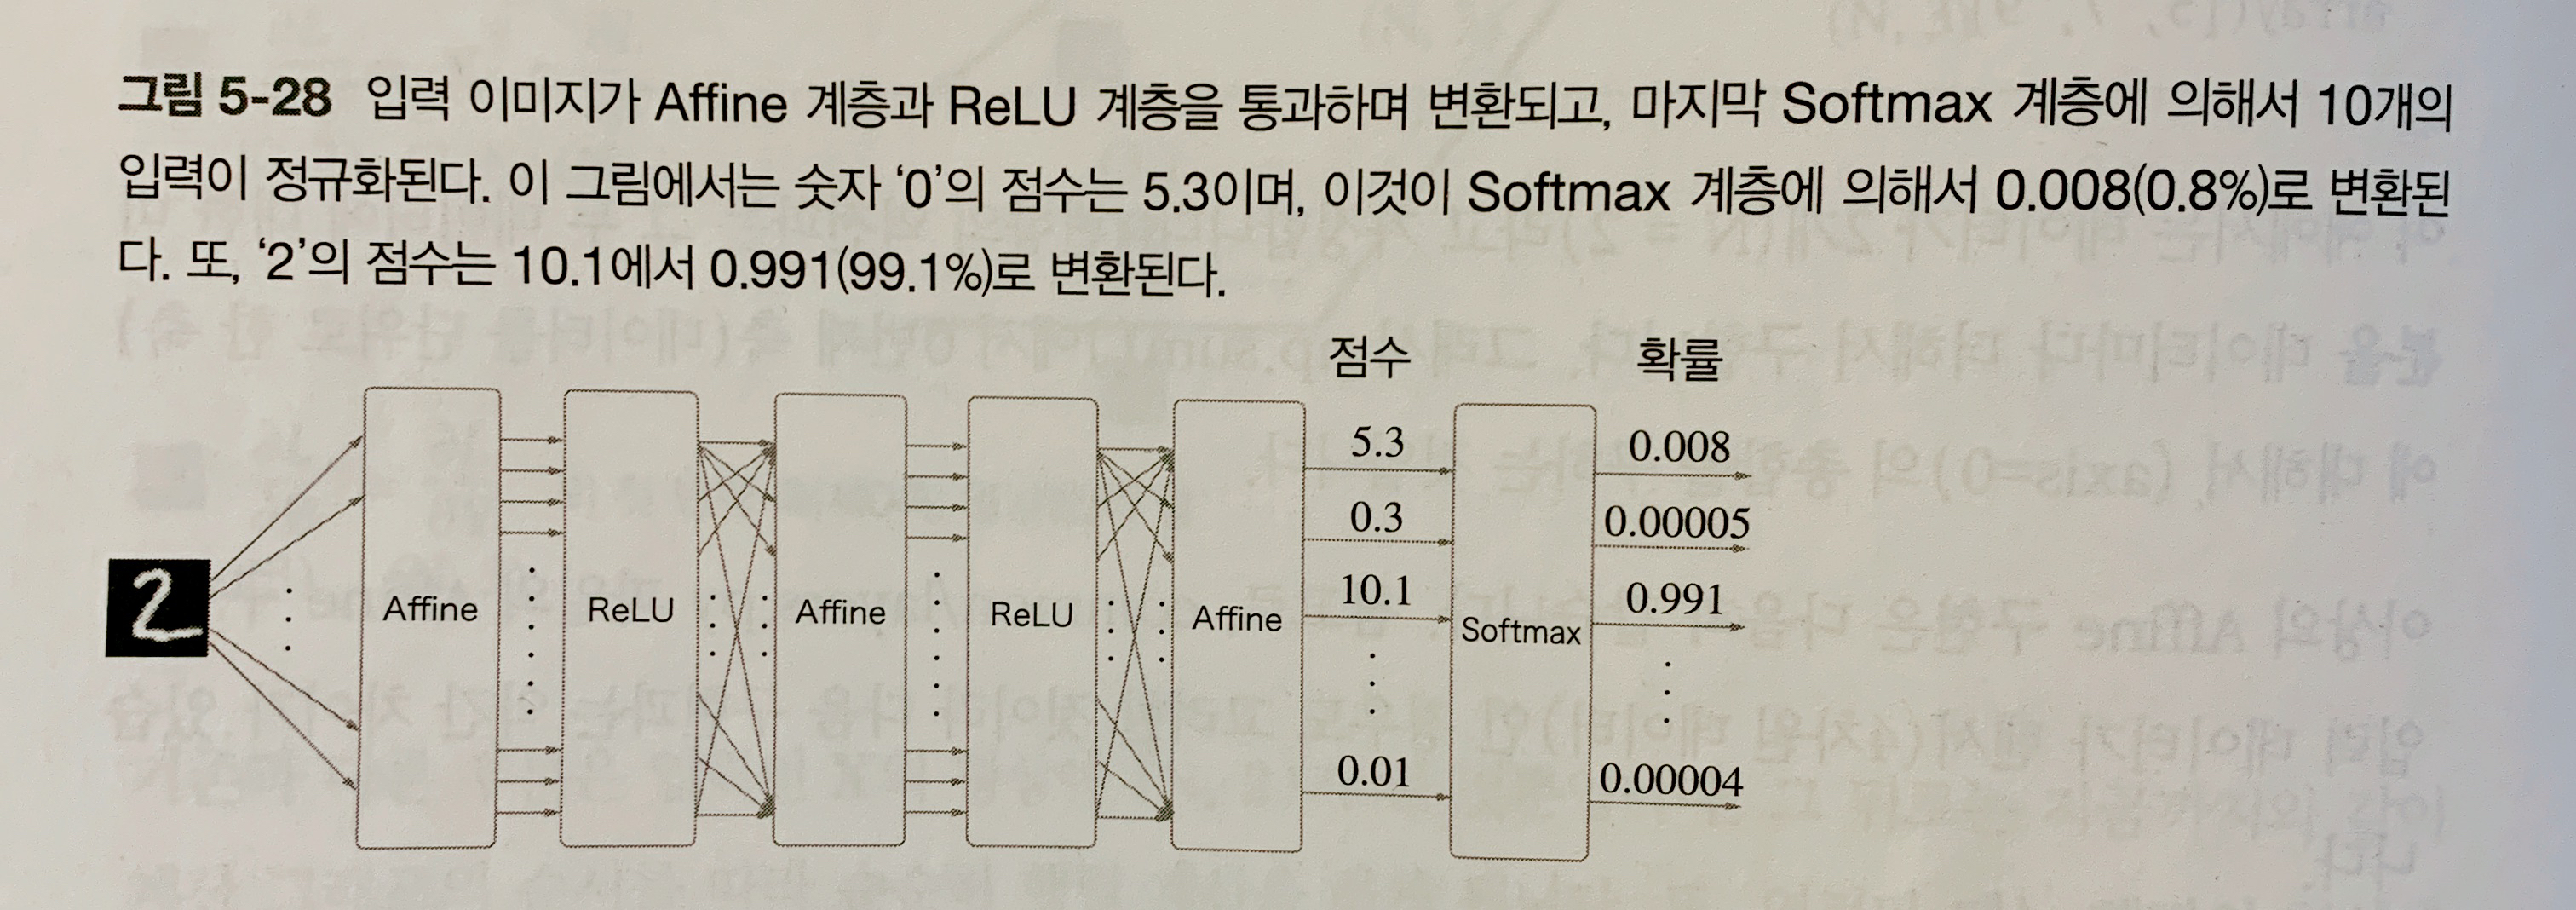 그림 5-28 입력 이미지가 Affine 계층과 ReLU 계층을 통과하며 변환되고, 마지막 Softmax 계층에 의해서 10개의
입력이 정규화된다. 이 그림에서는 숫자 ‘0’의 점수는 5.3이며, 이것이 Softmax 계층에 의해서 0.008(0.8%)로 변환된
다. 또, ‘2’의 점수는 10.1에서 0.991(99.1%)로 변환된다.
점수 확률
5.3 0.008
0.3 0.00005
10.1 0.991
2 Affine ReLU Affine ReLU Affine Softmax
0.01 0.00004